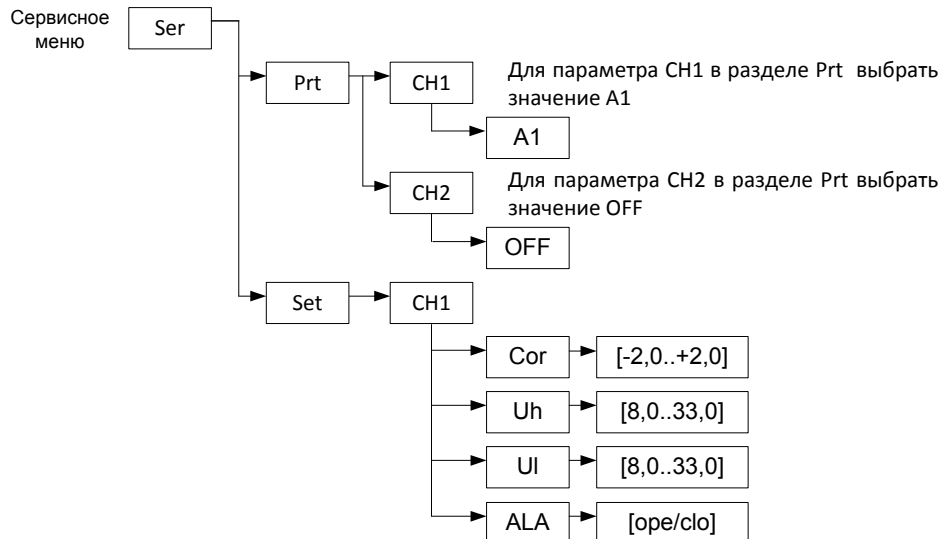 Сервисное
меню
Ser
Prt
CH1
Для параметра CH1 в разделе Prt выбрать
значение A1
A1
CH2
Для параметра CH2 в разделе Prt выбрать
значение OFF
OFF
Set
CH1
Cor
[-2,0..+2,0]
Uh
[8,0..33,0]
Ul
[8,0..33,0]
ALA
[ope/clo]